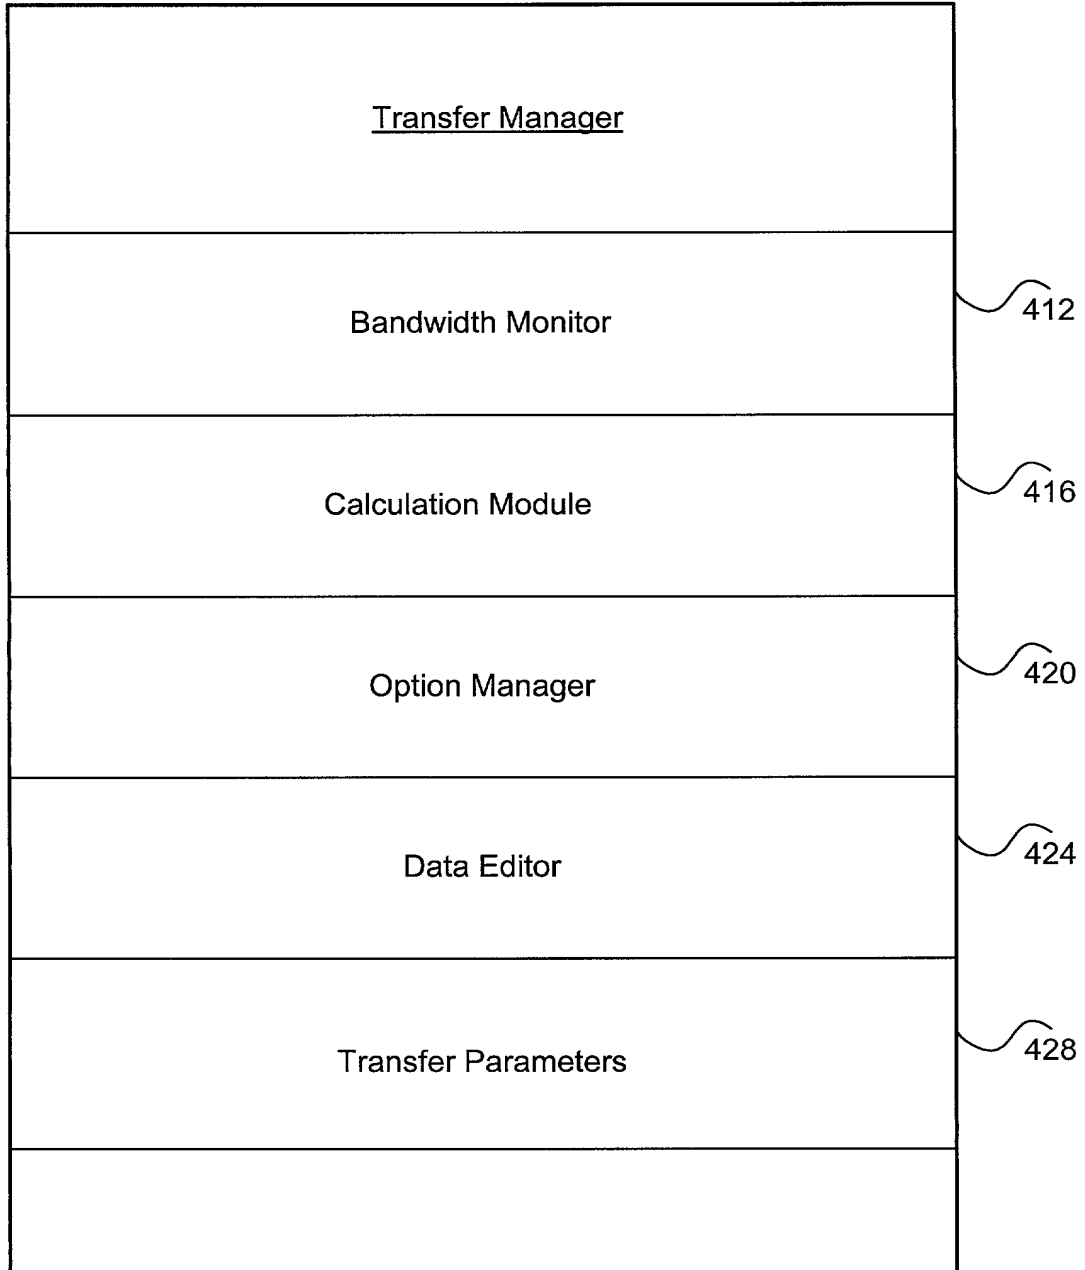 Transfer Manager
Bandwidth Monitor
412
Calculation Module
416
Option Manager
420
Data Editor
424
Transfer Parameters
428